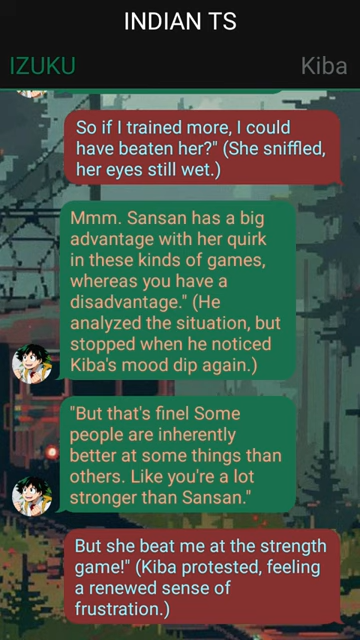 INDIAN TS
IZUKU
Kiba
So if I trained more, I could
have beaten her?" (She sniffled,
her eyes still wet.)
Mmm. Sansan has a big
advantage with her quirk
in these kinds of games,
whereas you have a
disadvantage." (He
analyzed the situation, but
stopped when he noticed
Kiba's mood dip again.)
"But that's fineI Some
people are inherently
better at some things than
others. Like you're a lot
stronger than Sansan."
But she beat me at the strength
game!" (Kiba protested, feeling
a renewed sense of
frustration.)